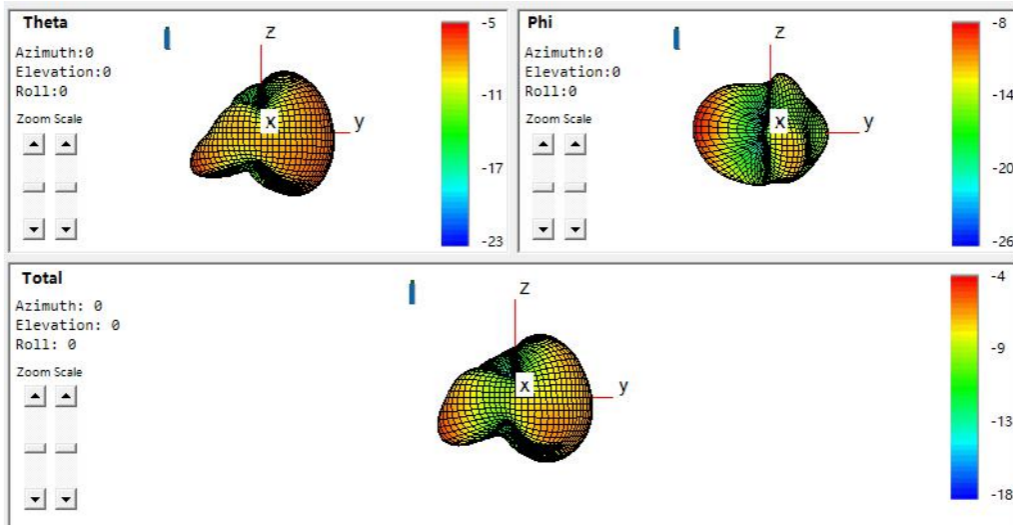 Theta
Azimuth:0
Elevation:0
Roll:0
Zoom Scale
z
x
y
-5
-11
-17
-23
Phi
Azimuth:0
Elevation:0
Roll:0
Zoom Scale
z
x
y
-8
-14
-20
-26
Total
Azimuth: 0
Elevation: 0
Roll: 0
Zoom Scale
z
x
y
-4
-9
-13
-18